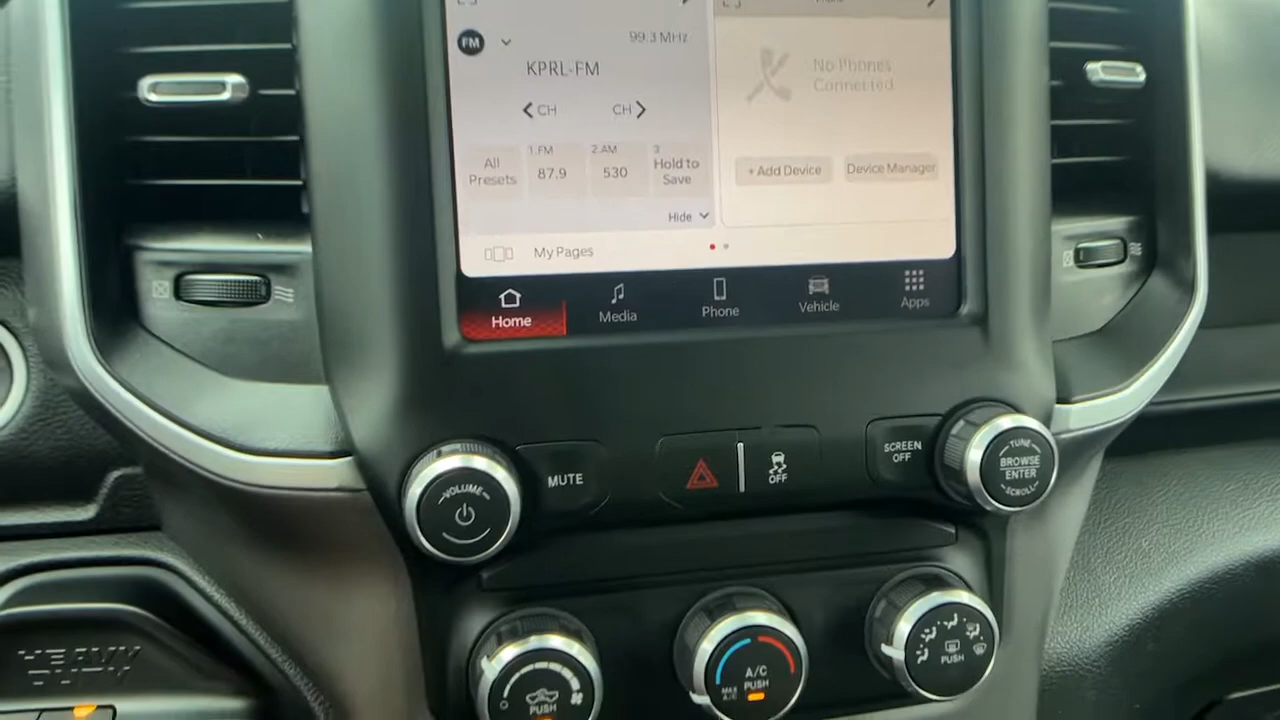 FM
99.3 MHz
KPRL-FM
CH
CH
All
Presets
1.FM
87.9
2.AM
530
3
Hold to
Save
Hide
My Pages
No Phones
Connected
+ Add Device
Device Manager
Home
Media
Phone
Vehicle
Apps
VOLUME
MUTE
OFF
SCREEN
OFF
TUNE
BROWSE
ENTER
SCROLL
PUSH
A/C
PUSH
MAX
A/C
PUSH
HEAVY
DUTY